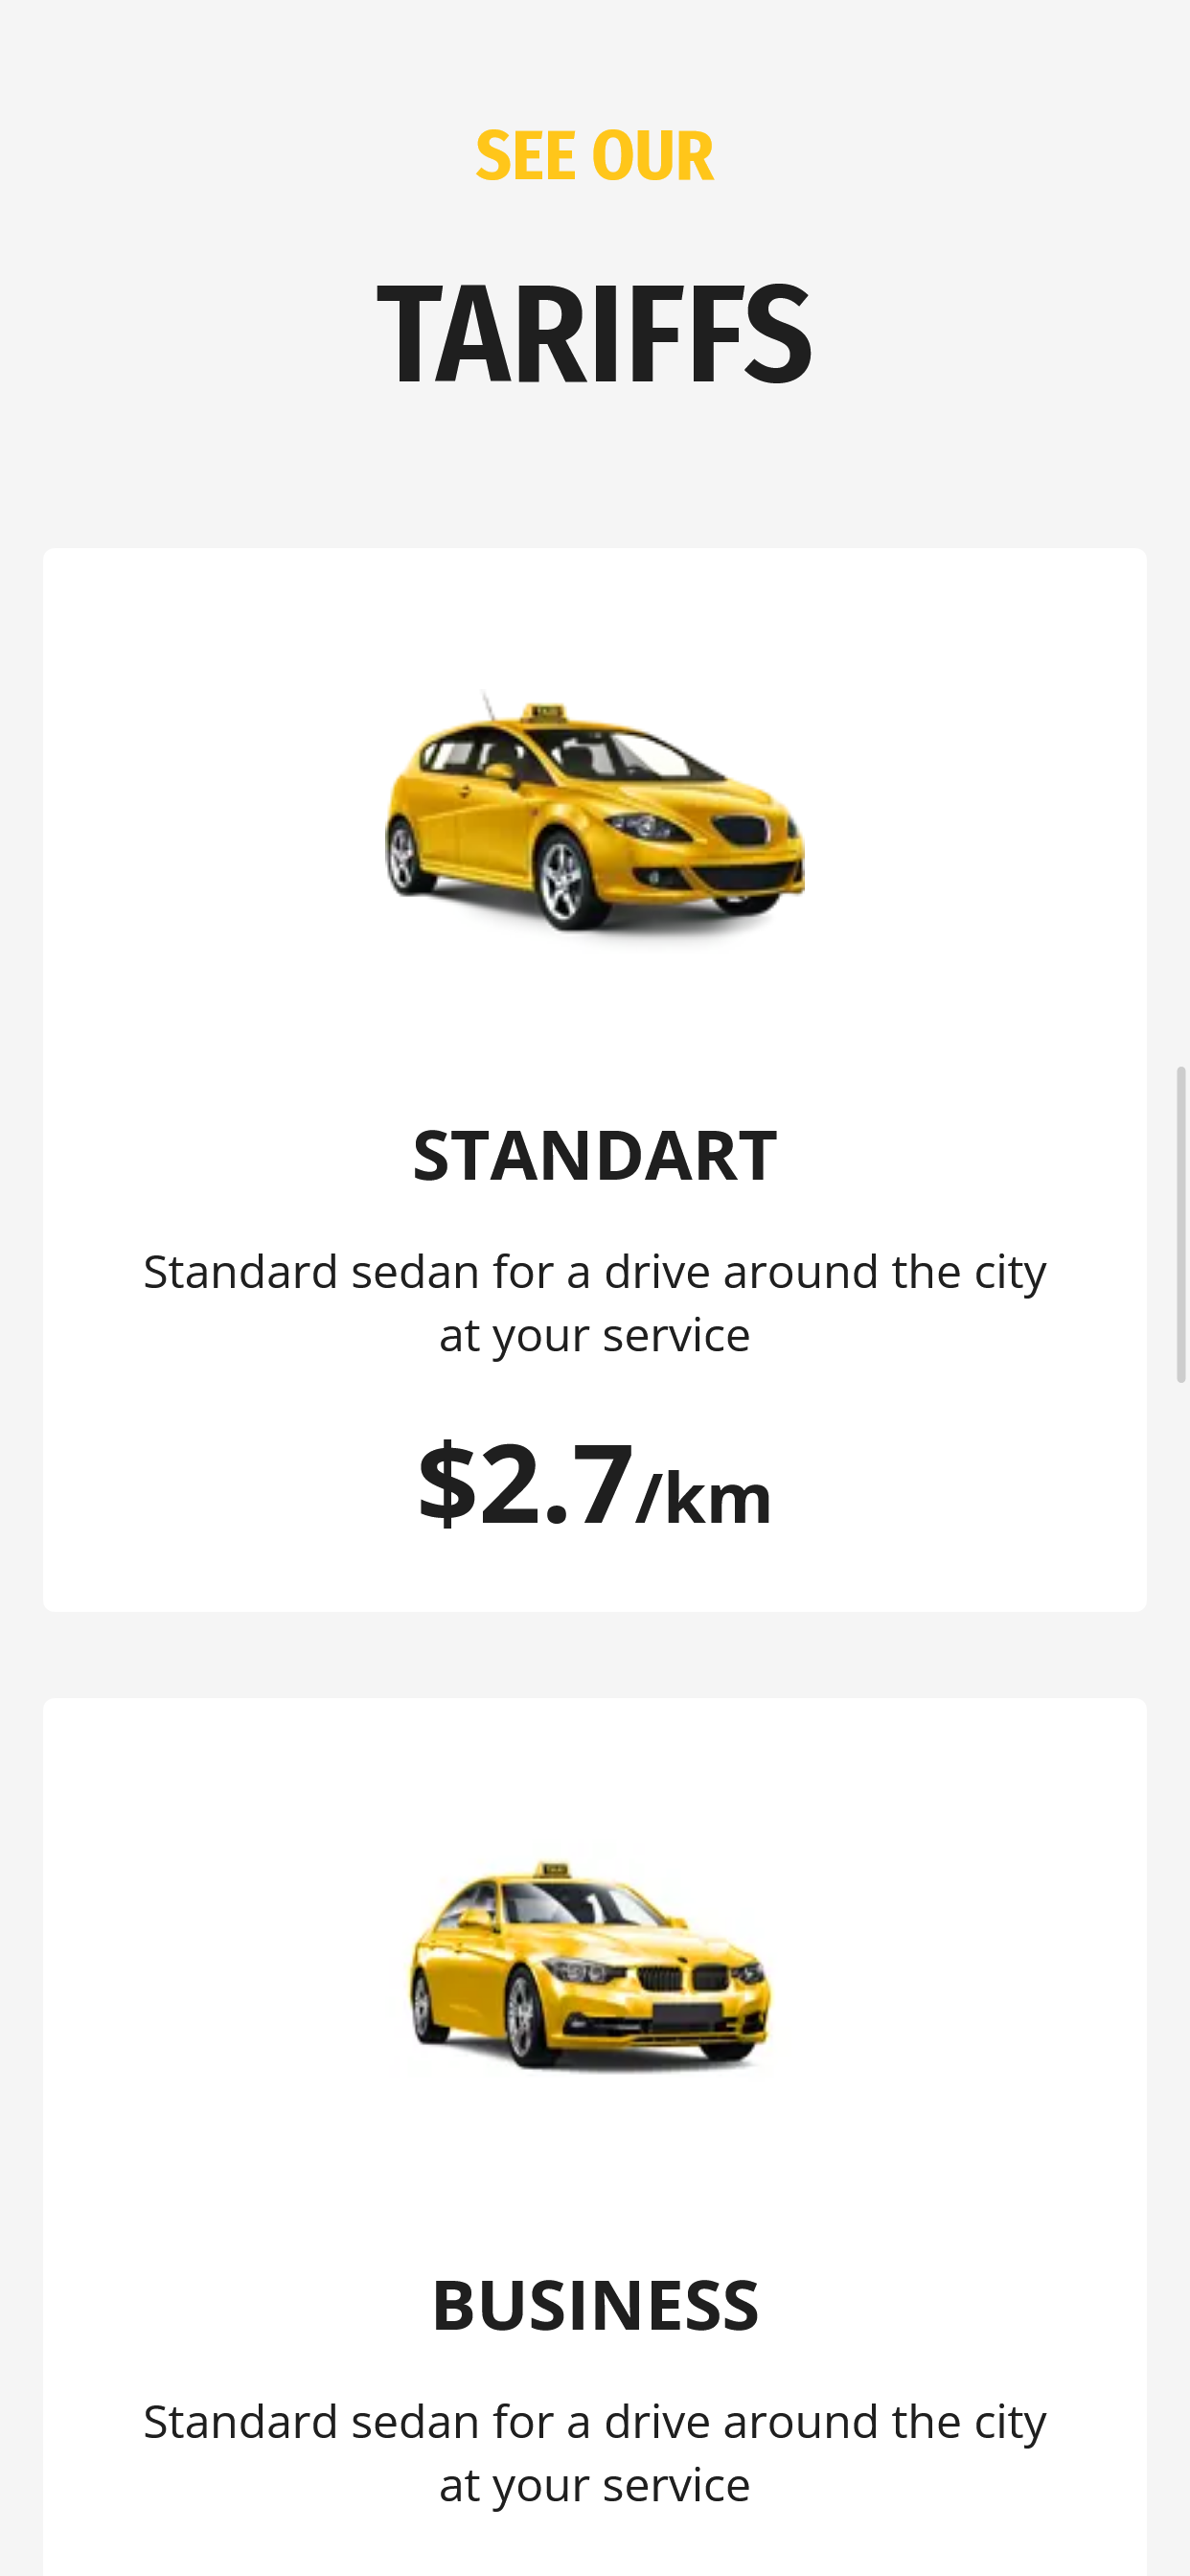 SEE OUR
TARIFFS
STANDART
Standard sedan for a drive around the city
at your service
$2.7/km
BUSINESS
Standard sedan for a drive around the city
at your service